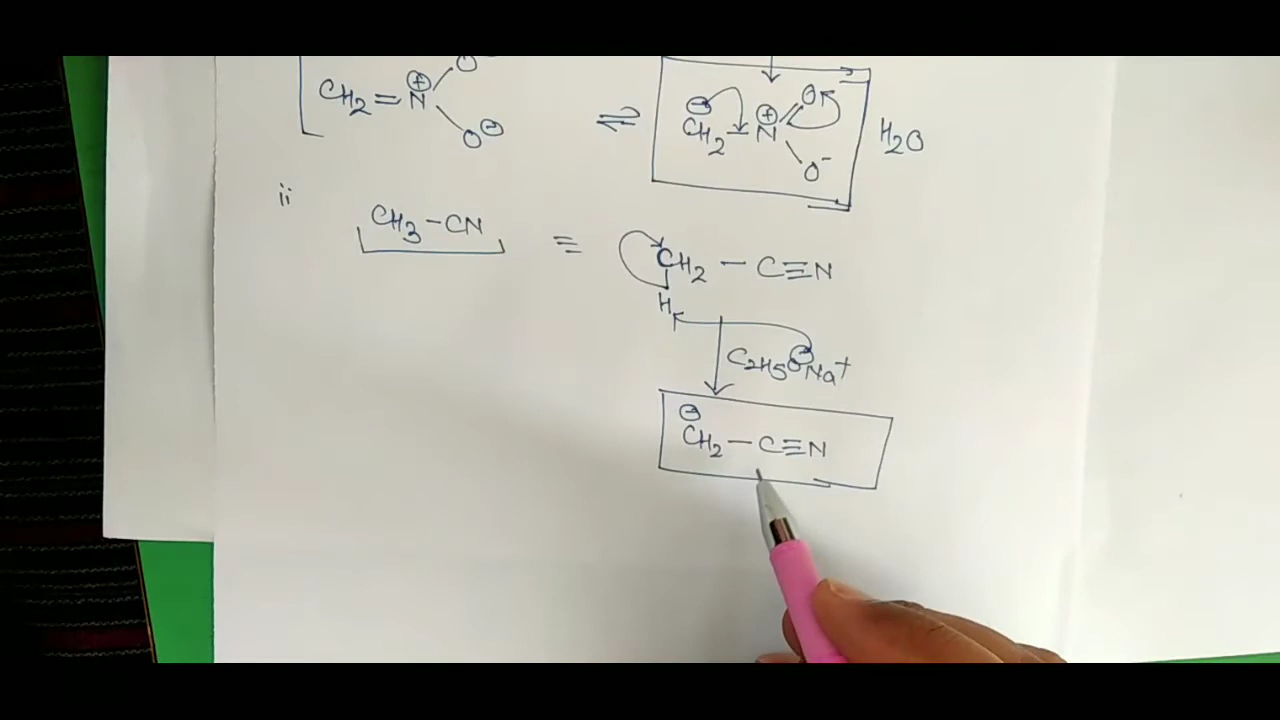 CH2=N⊕ O O⊖
⇌ ⊖CH2-N⊕ O O- H2O
ii CH3-CN ≡ CH2-C≡N
H
C2H5O⊖Na+
⊖CH2-C≡N